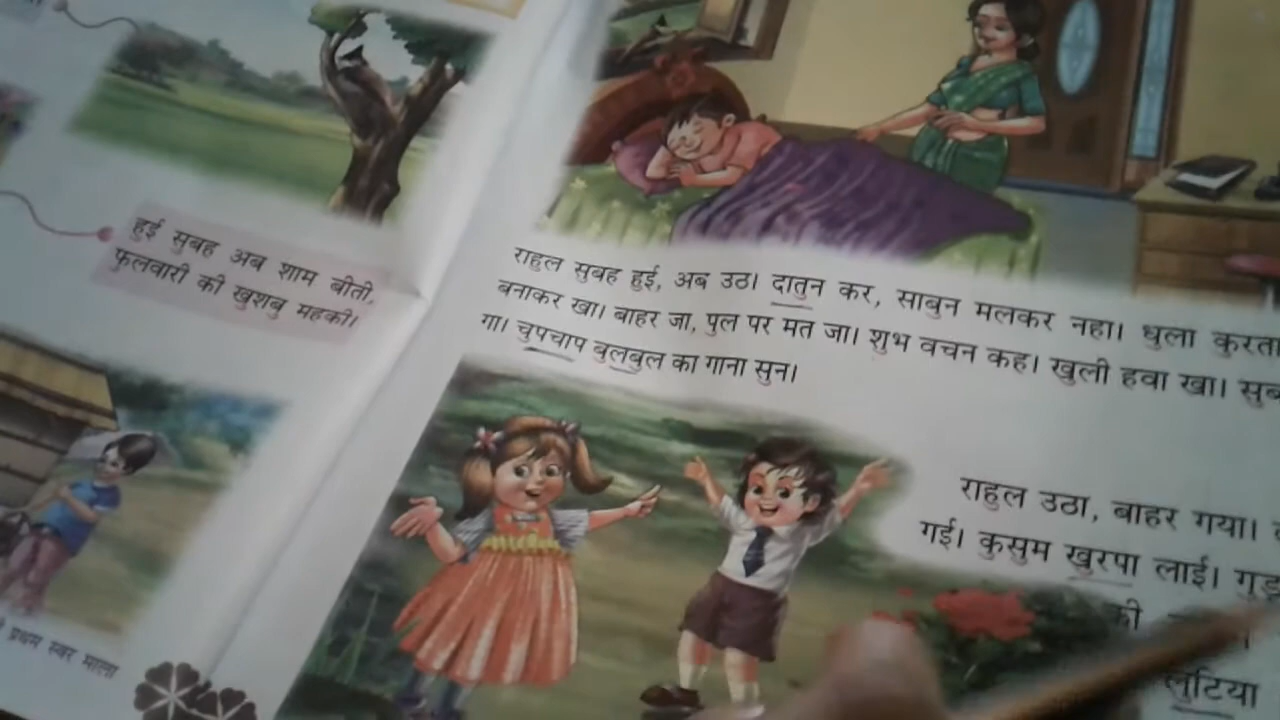 हुई सुबह अब शाम बीती,
फुलवारी की खुशबु महकी।
प्रथम स्वर माला
राहुल सुबह हुई, अब उठ। दातुन कर, साबुन मलकर नहा। धुला कुरता
बनाकर खा। बाहर जा, पुल पर मत जा। शुभ वचन कह। खुली हवा खा।
गा। चुपचाप बुलबुल का गाना सुन।
राहुल उठा, बाहर गया।
गई। कुसुम खुरपा लाई।
की
लुटिया